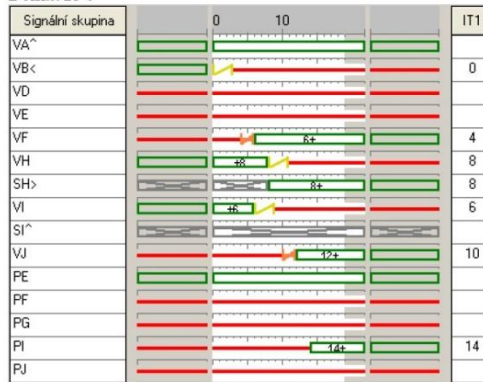 Signální skupina 0 10 IT1
VA^
VB< 0
VD
VE
VF 6+ 4
VH +8 8
SH> 8+ 8
VI +6 6
SI^
VJ 12+ 10
PE
PF
PG
PI 14+ 14
PJ